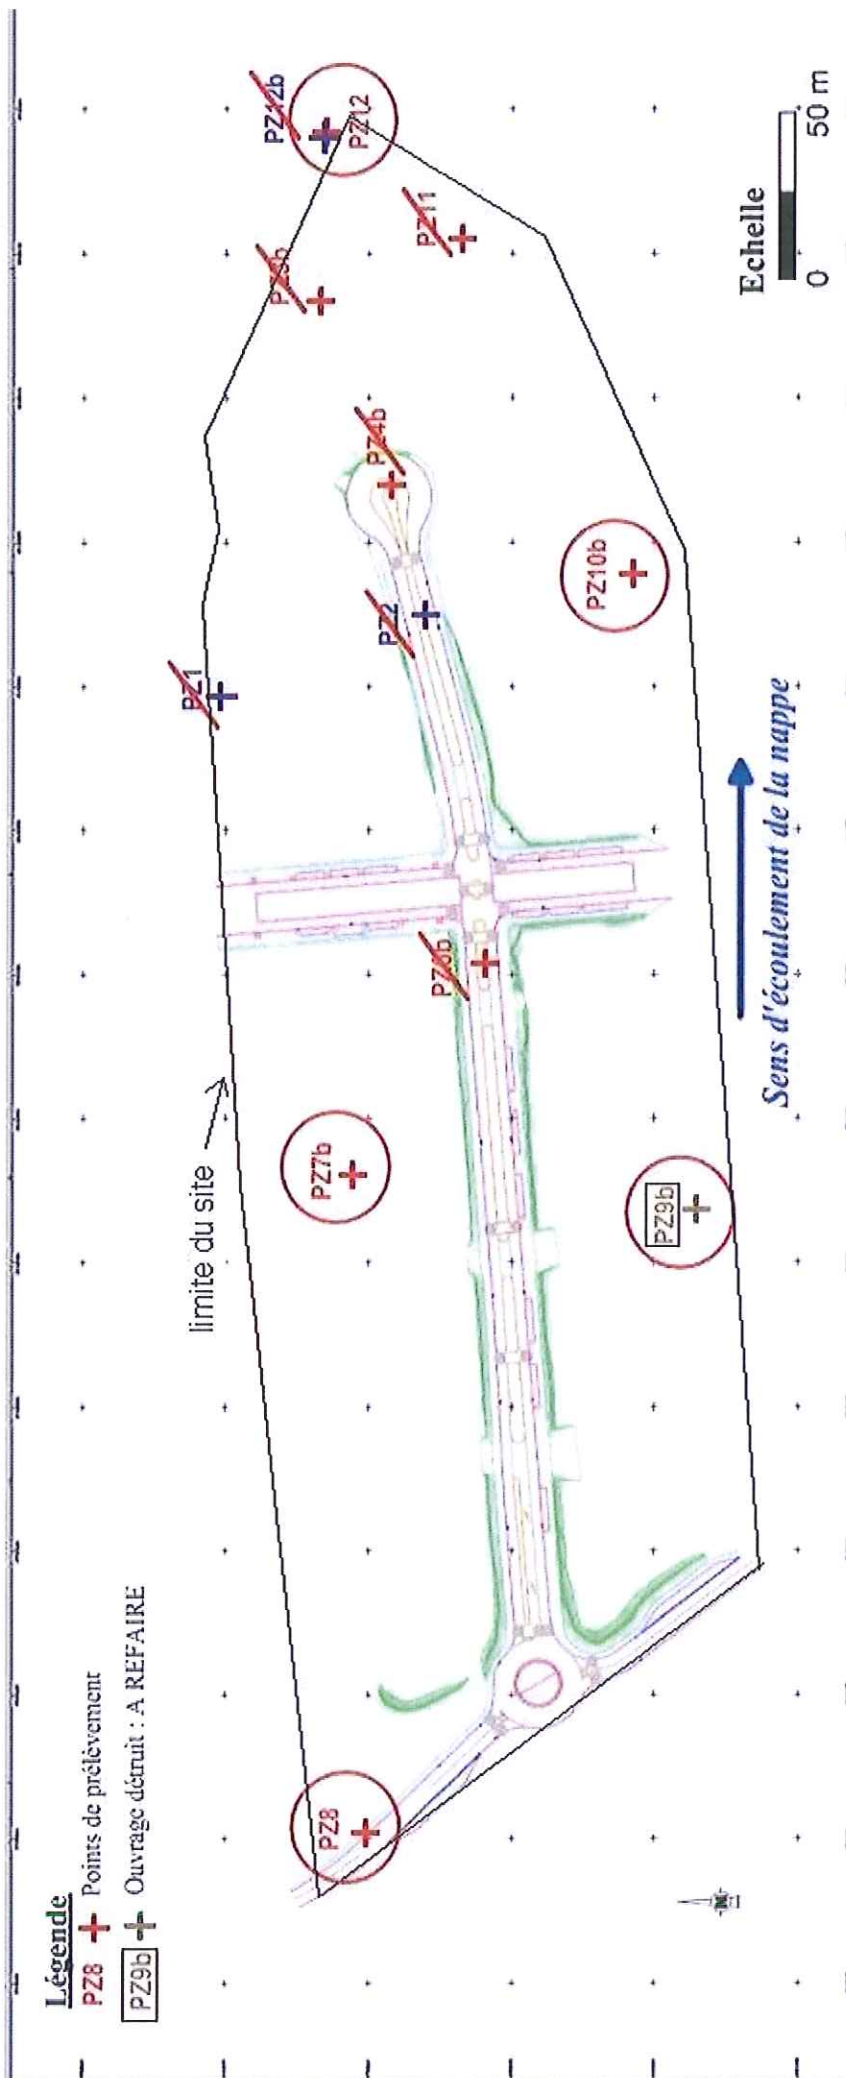 Légende
PZ8 Points de prélèvement
PZ9b Ouvrage détruit : A REFAIRE
limite du site
PZ8
PZ7b
PZ9b
PZ6b
PZ1
PZ2
PZ4b
PZ10b
PZ11
PZ12b
PZ12
Sens d'écoulement de la nappe
Echelle
0 50 m
N